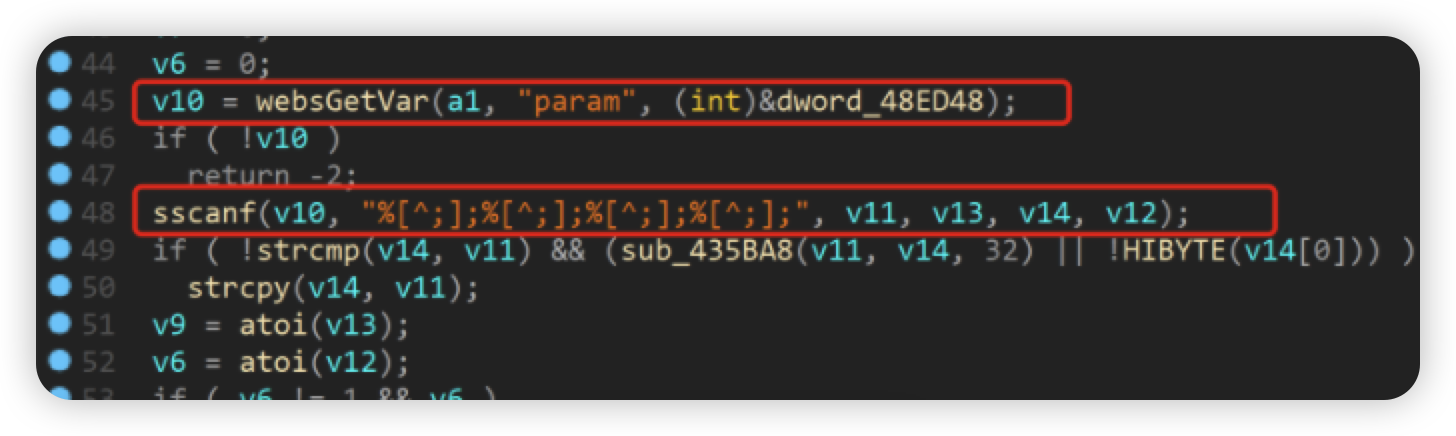 44 v6 = 0;
45 v10 = websGetVar(a1, "param", (int)&dword_48ED48);
46 if ( !v10 )
47 return -2;
48 sscanf(v10, "%[^;];%[^;];%[^;];%[^;];", v11, v13, v14, v12);
49 if ( !strcmp(v14, v11) && (sub_435BA8(v11, v14, 32) || !HIBYTE(v14[0])) )
50 strcpy(v14, v11);
51 v9 = atoi(v13);
52 v6 = atoi(v12);
53 if ( v6 != 1 && v6 )